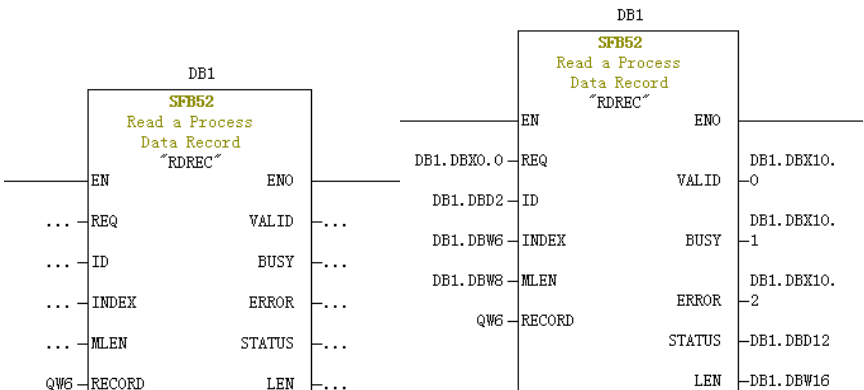 DB1
SFB52
Read a Process
Data Record
"RDREC"
EN ENO
... REQ VALID ...
... ID BUSY ...
... INDEX ERROR ...
... MLEN STATUS ...
QW6 RECORD LEN ...
DB1
SFB52
Read a Process
Data Record
"RDREC"
EN ENO
DB1.DBX0.0 REQ
DB1.DBX10.
VALID 0
DB1.DBD2 ID
DB1.DBX10.
DB1.DBW6 INDEX BUSY 1
DB1.DBW8 MLEN
DB1.DBX10.
ERROR 2
QW6 RECORD
STATUS DB1.DBD12
LEN DB1.DBW16